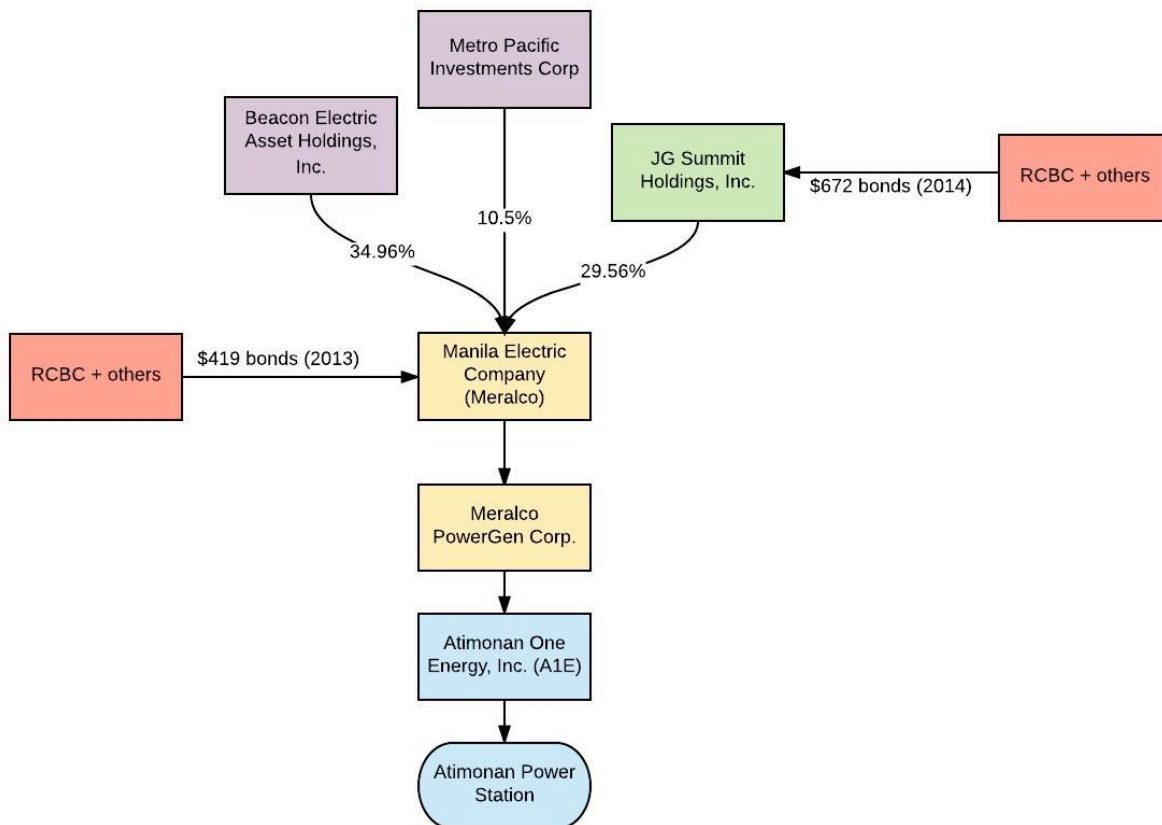 Metro Pacific
Investments Corp
Beacon Electric
Asset Holdings,
Inc.
JG Summit
Holdings, Inc.
RCBC + others
$672 bonds (2014)
10.5%
34.96%
29.56%
RCBC + others
$419 bonds (2013)
Manila Electric
Company
(Meralco)
Meralco
PowerGen Corp.
Atimonan One
Energy, Inc. (A1E)
Atimonan Power
Station